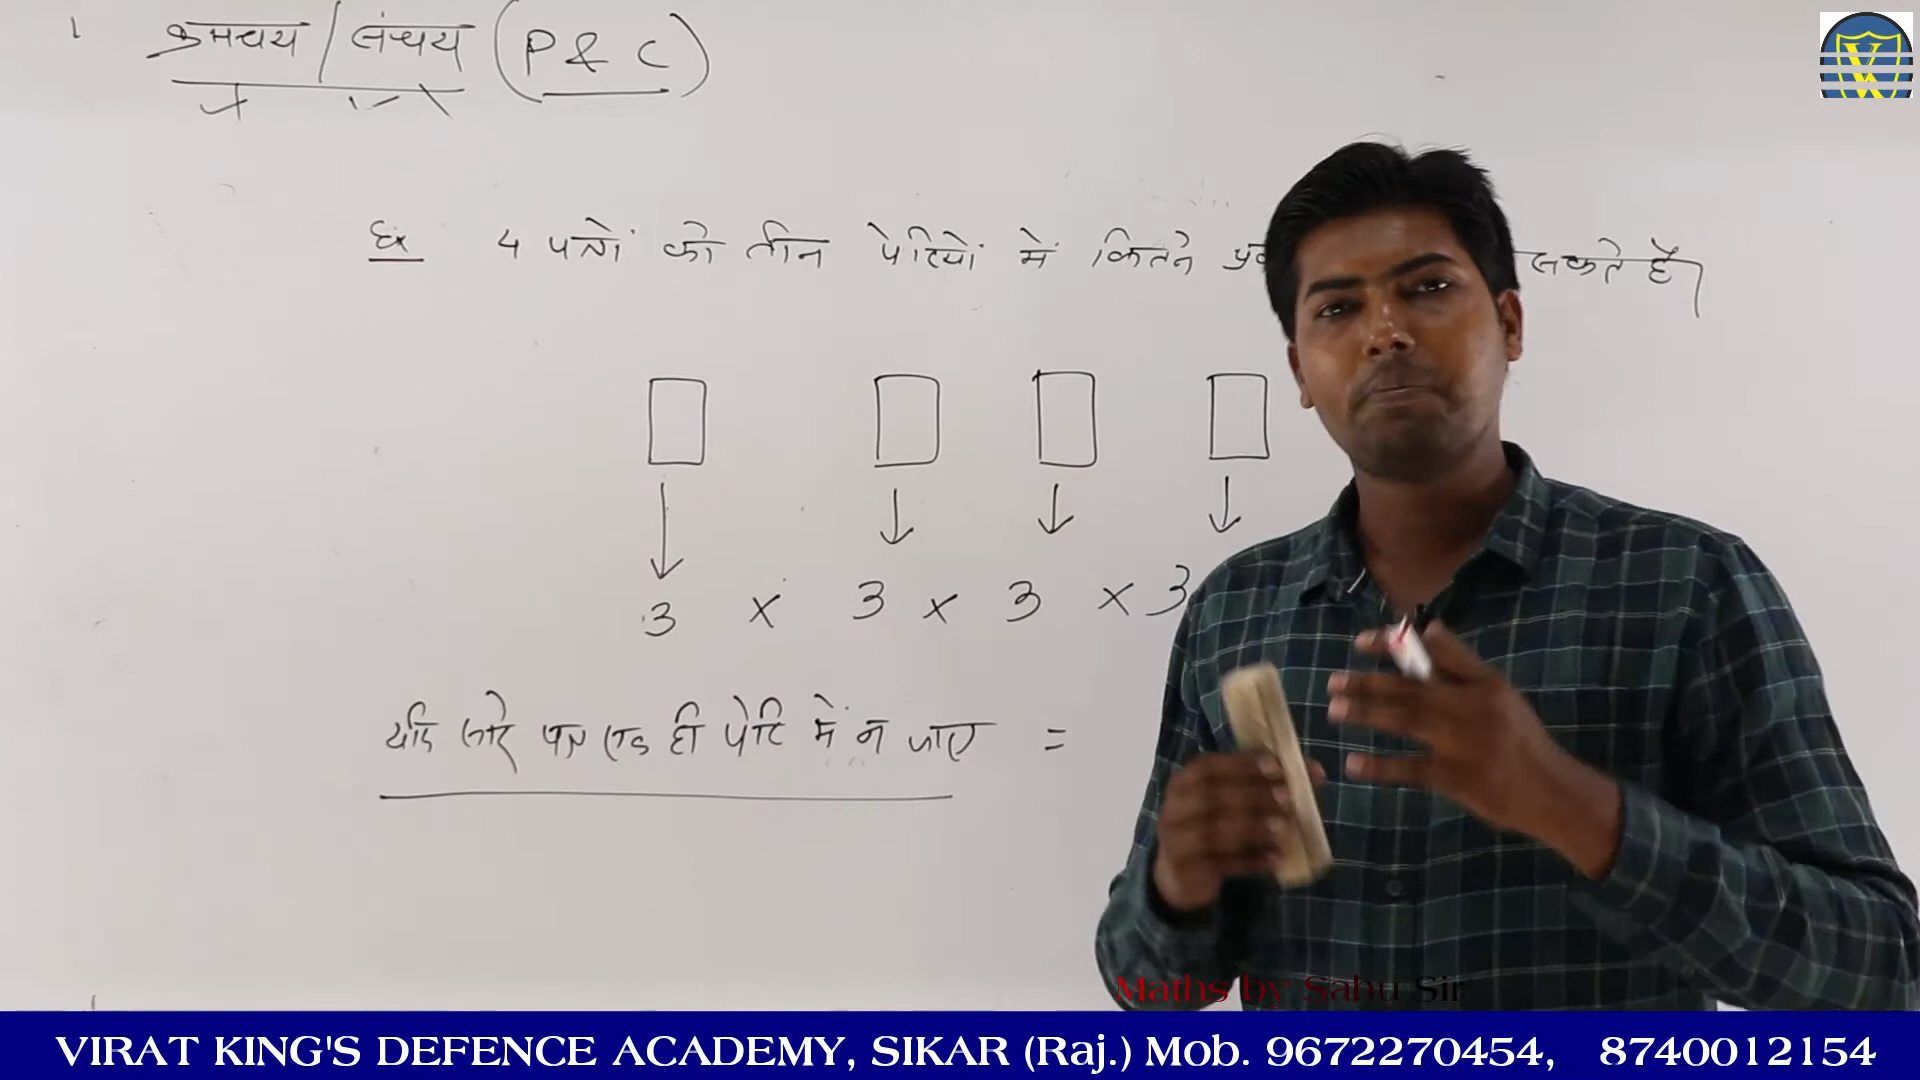 क्रमचय / संचय (P & C)
Ex 4 पत्रों को तीन पेटियों में कितने सकते है।
3 x 3 x 3 x 3
यदि सारे पत्र एक ही पेटि में न जाए =
Maths by Sahu Sir
VIRAT KING'S DEFENCE ACADEMY, SIKAR (Raj.) Mob. 9672270454, 8740012154